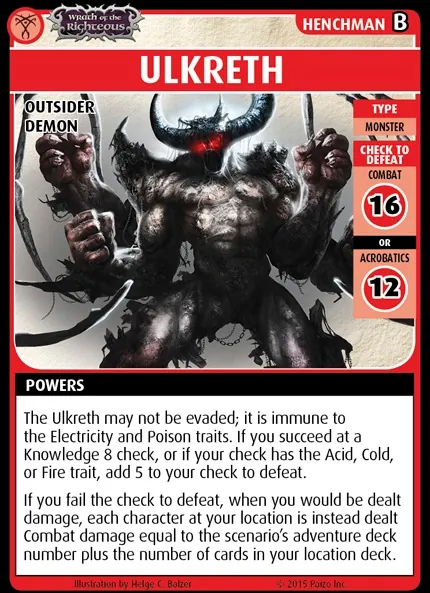 WRATH of the
RIGHTEOUS
HENCHMAN B
ULKRETH
OUTSIDER
DEMON
TYPE
MONSTER
CHECK TO
DEFEAT
COMBAT
16
OR
ACROBATICS
12
POWERS
The Ulkreth may not be evaded; it is immune to
the Electricity and Poison traits. If you succeed at a
Knowledge 8 check, or if your check has the Acid, Cold,
or Fire trait, add 5 to your check to defeat.
If you fail the check to defeat, when you would be dealt
damage, each character at your location is instead dealt
Combat damage equal to the scenario's adventure deck
number plus the number of cards in your location deck.
Illustration by Helge C. Balzer © 2015 Paizo Inc.